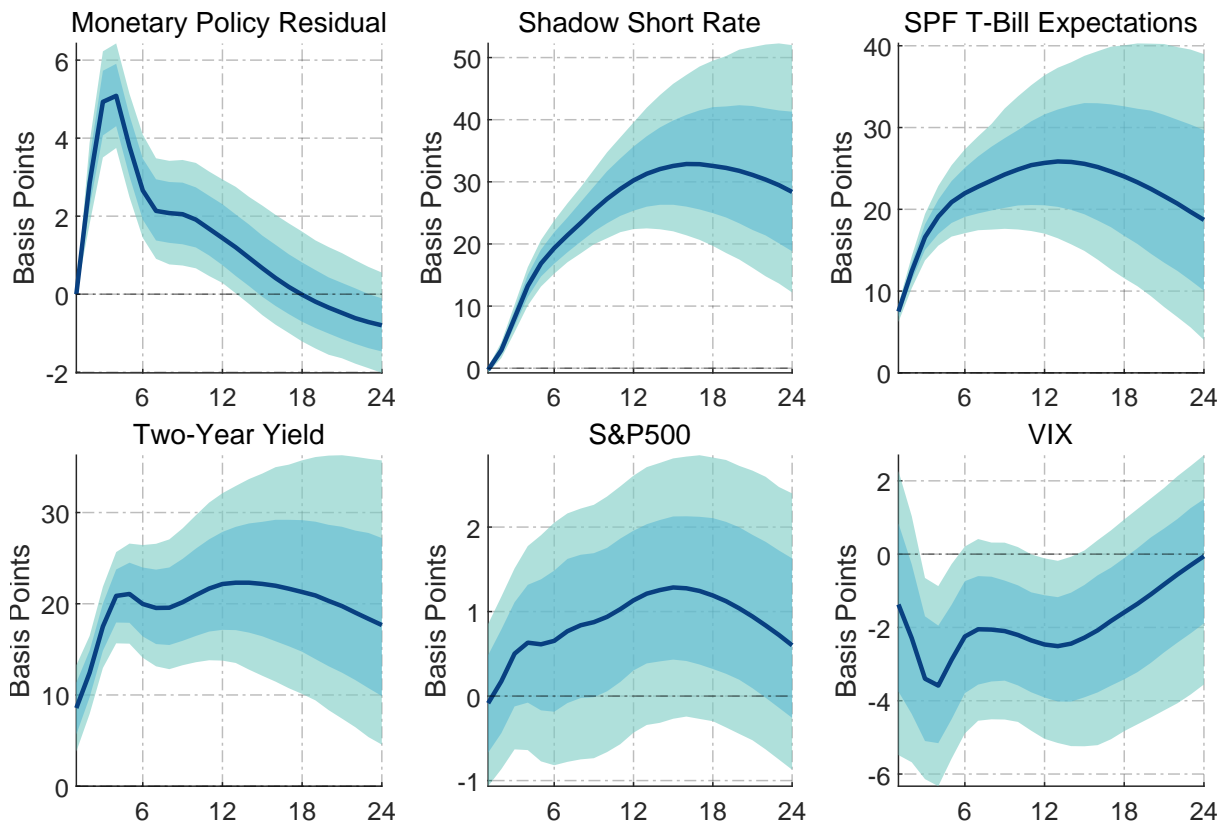 Monetary Policy Residual
Basis Points
6
4
2
0
-2
6 12 18 24
Shadow Short Rate
Basis Points
50
40
30
20
10
0
6 12 18 24
SPF T-Bill Expectations
Basis Points
40
30
20
10
0
6 12 18 24
Two-Year Yield
Basis Points
30
20
10
0
6 12 18 24
S&P500
Basis Points
2
1
0
-1
6 12 18 24
VIX
Basis Points
2
0
-2
-4
-6
6 12 18 24